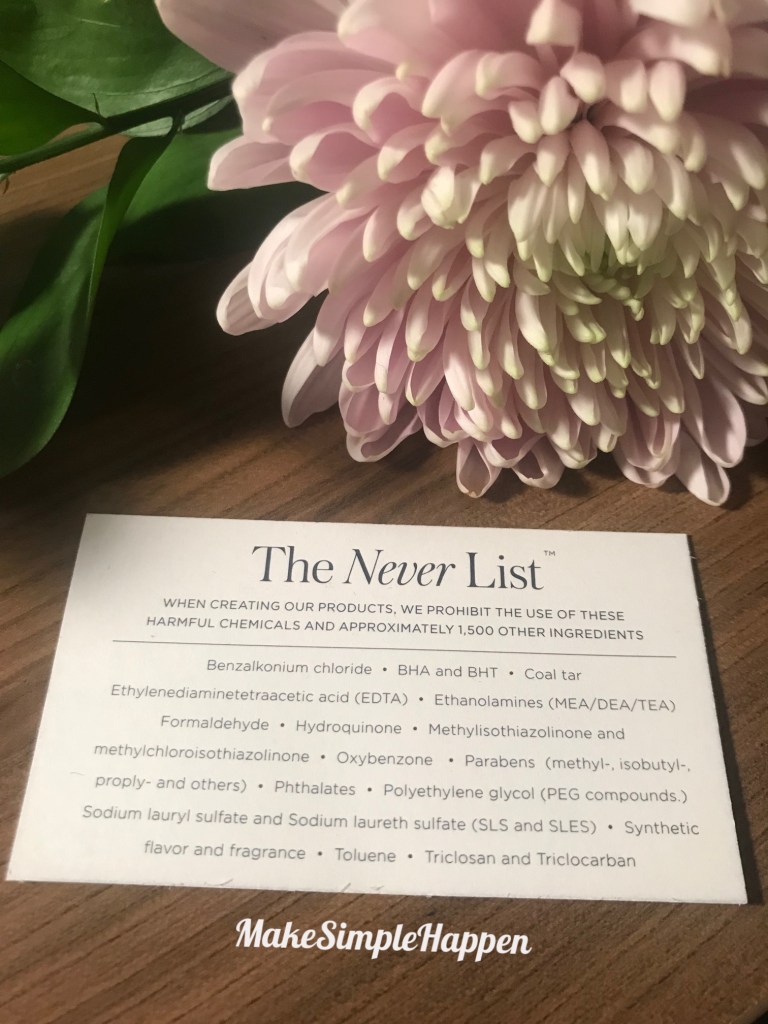 The Never List™
WHEN CREATING OUR PRODUCTS, WE PROHIBIT THE USE OF THESE
HARMFUL CHEMICALS AND APPROXIMATELY 1,500 OTHER INGREDIENTS
Benzalkonium chloride • BHA and BHT • Coal tar
Ethylenediaminetetraacetic acid (EDTA) • Ethanolamines (MEA/DEA/TEA)
Formaldehyde • Hydroquinone • Methylisothiazolinone and
methylchloroisothiazolinone • Oxybenzone • Parabens (methyl-, isobutyl-,
proply- and others) • Phthalates • Polyethylene glycol (PEG compounds.)
Sodium lauryl sulfate and Sodium laureth sulfate (SLS and SLES) • Synthetic
flavor and fragrance • Toluene • Triclosan and Triclocarban
MakeSimpleHappen